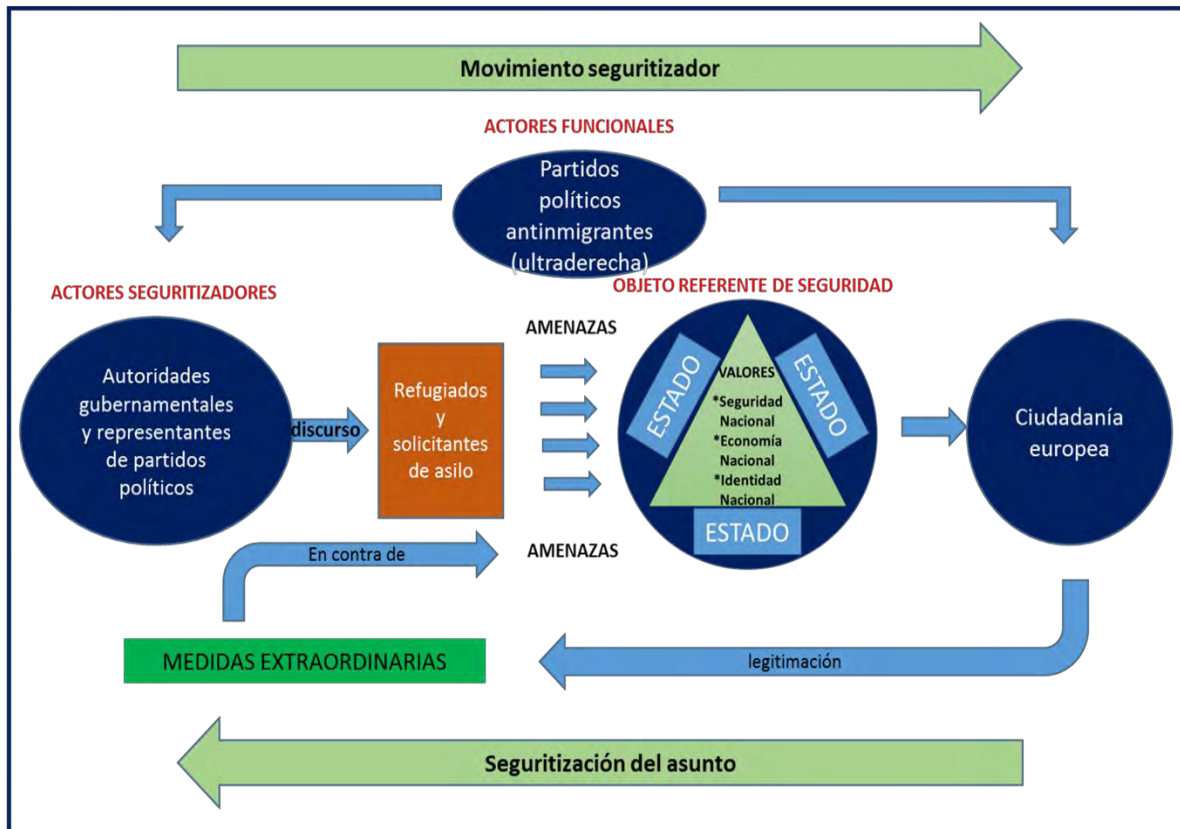 Movimiento seguritizador
ACTORES FUNCIONALES
Partidos
políticos
antinmigrantes
(ultraderecha)
ACTORES SEGURITIZADORES
OBJETO REFERENTE DE SEGURIDAD
Autoridades
gubernamentales
y representantes
de partidos
políticos
discurso
Refugiados
y
solicitantes
de asilo
AMENAZAS
ESTADO
ESTADO
VALORES
*Seguridad
Nacional
*Economía
Nacional
*Identidad
Nacional
ESTADO
Ciudadanía
europea
En contra de
AMENAZAS
MEDIDAS EXTRAORDINARIAS
legitimación
Seguritización del asunto